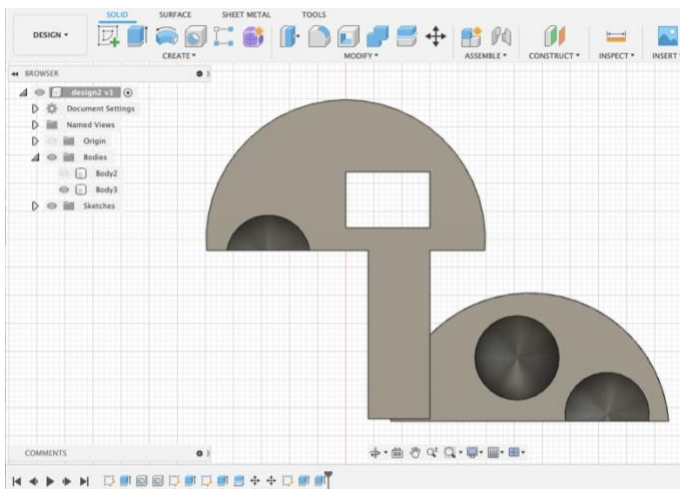 SOLID SURFACE SHEET METAL TOOLS
DESIGN
CREATE MODIFY ASSEMBLE CONSTRUCT INSPECT INSERT
BROWSER
design2 v1
Document Settings
Named Views
Origin
Bodies
Body2
Body3
Sketches
COMMENTS